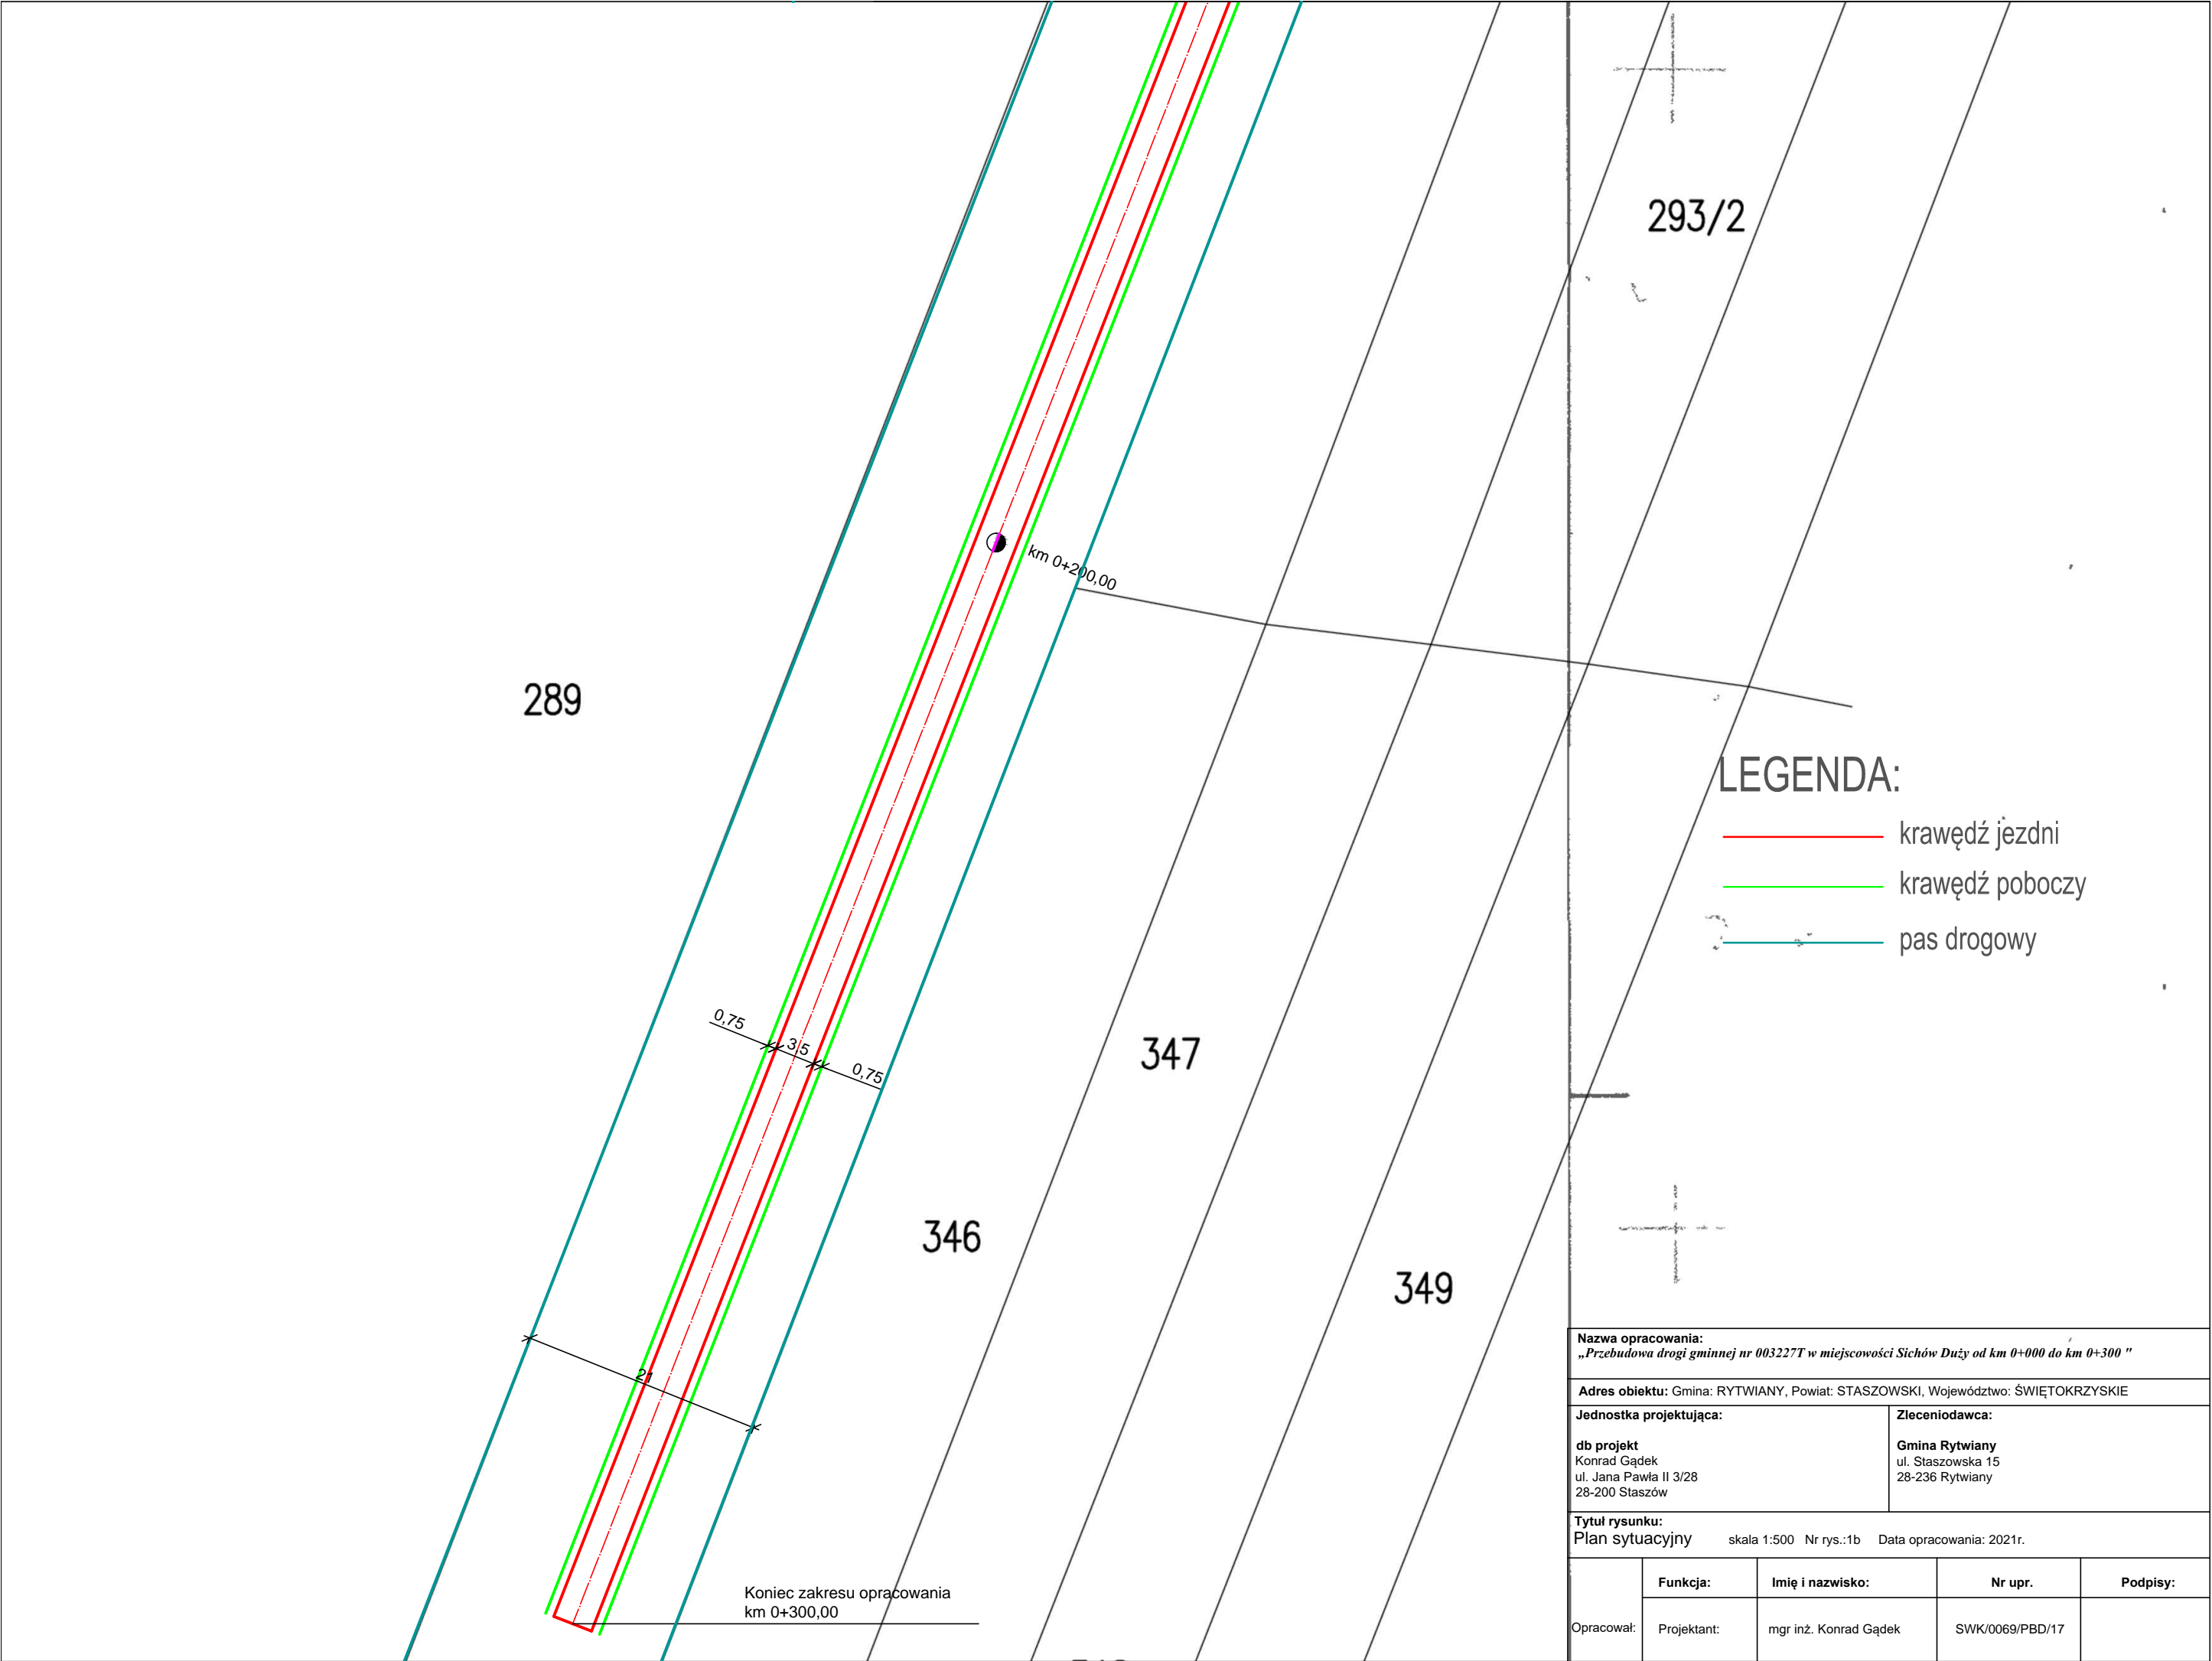 293/2
km 0+200,00
289
LEGENDA:
krawędź jezdni
krawędź poboczy
pas drogowy
0,75
3,5
0,75
347
346
349
21
Koniec zakresu opracowania
km 0+300,00
Nazwa opracowania:
„Przebudowa drogi gminnej nr 003227T w miejscowości Sichów Duży od km 0+000 do km 0+300 "
Adres obiektu: Gmina: RYTWIANY, Powiat: STASZOWSKI, Województwo: ŚWIĘTOKRZYSKIE
Jednostka projektująca:
db projekt
Konrad Gądek
ul. Jana Pawła II 3/28
28-200 Staszów
Zleceniodawca:
Gmina Rytwiany
ul. Staszowska 15
28-236 Rytwiany
Tytuł rysunku:
Plan sytuacyjny skala 1:500 Nr rys.:1b Data opracowania: 2021r.
Funkcja: Imię i nazwisko: Nr upr. Podpisy:
Opracował: Projektant: mgr inż. Konrad Gądek SWK/0069/PBD/17